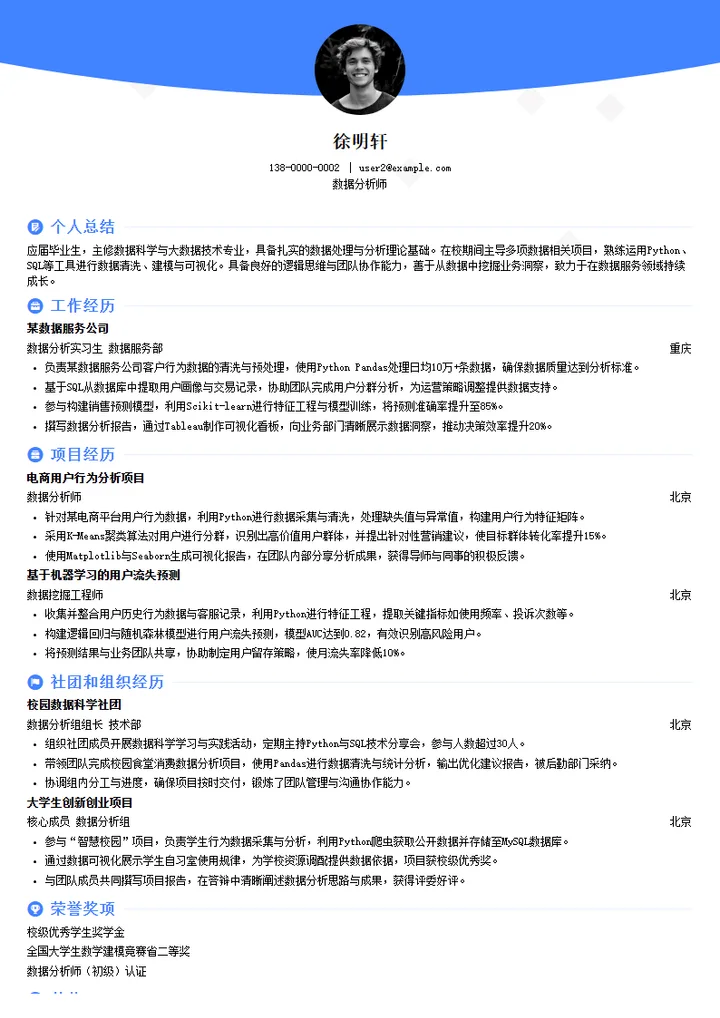 徐明轩
138-0000-0002 | user2@example.com
数据分析师
个人总结
应届毕业生，主修数据科学与大数据技术专业，具备扎实的数据处理与分析理论基础。在校期间主导多项数据相关项目，熟练运用Python、
SQL等工具进行数据清洗、建模与可视化。具备良好的逻辑思维与团队协作能力，善于从数据中挖掘业务洞察，致力于在数据服务领域持续
成长。
工作经历
某数据服务公司
数据分析实习生 数据服务部 重庆
• 负责某数据服务公司客户行为数据的清洗与预处理，使用Python Pandas处理日均10万+条数据，确保数据质量达到分析标准。
• 基于SQL从数据库中提取用户画像与交易记录，协助团队完成用户分群分析，为运营策略调整提供数据支持。
• 参与构建销售预测模型，利用Scikit-learn进行特征工程与模型训练，将预测准确率提升至85%。
• 撰写数据分析报告，通过Tableau制作可视化看板，向业务部门清晰展示数据洞察，推动决策效率提升20%。
项目经历
电商用户行为分析项目
数据分析师 北京
• 针对某电商平台用户行为数据，利用Python进行数据采集与清洗，处理缺失值与异常值，构建用户行为特征矩阵。
• 采用K-Means聚类算法对用户进行分群，识别出高价值用户群体，并提出针对性营销建议，使目标群体转化率提升15%。
• 使用Matplotlib与Seaborn生成可视化报告，在团队内部分享分析成果，获得导师与同事的积极反馈。
基于机器学习的用户流失预测
数据挖掘工程师 北京
• 收集并整合用户历史行为数据与客服记录，利用Python进行特征工程，提取关键指标如使用频率、投诉次数等。
• 构建逻辑回归与随机森林模型进行用户流失预测，模型AUC达到0.82，有效识别高风险用户。
• 将预测结果与业务团队共享，协助制定用户留存策略，使月流失率降低10%。
社团和组织经历
校园数据科学社团
数据分析组组长 技术部 北京
• 组织社团成员开展数据科学学习与实践活动，定期主持Python与SQL技术分享会，参与人数超过30人。
• 带领团队完成校园食堂消费数据分析项目，使用Pandas进行数据清洗与统计分析，输出优化建议报告，被后勤部门采纳。
• 协调组内分工与进度，确保项目按时交付，锻炼了团队管理与沟通协作能力。
大学生创新创业项目
核心成员 数据分析组 北京
• 参与“智慧校园”项目，负责学生行为数据采集与分析，利用Python爬虫获取公开数据并存储至MySQL数据库。
• 通过数据可视化展示学生自习室使用规律，为学校资源调配提供数据依据，项目获校级优秀奖。
• 与团队成员共同撰写项目报告，在答辩中清晰阐述数据分析思路与成果，获得评委好评。
荣誉奖项
校级优秀学生奖学金
全国大学生数学建模竞赛省二等奖
数据分析师（初级）认证